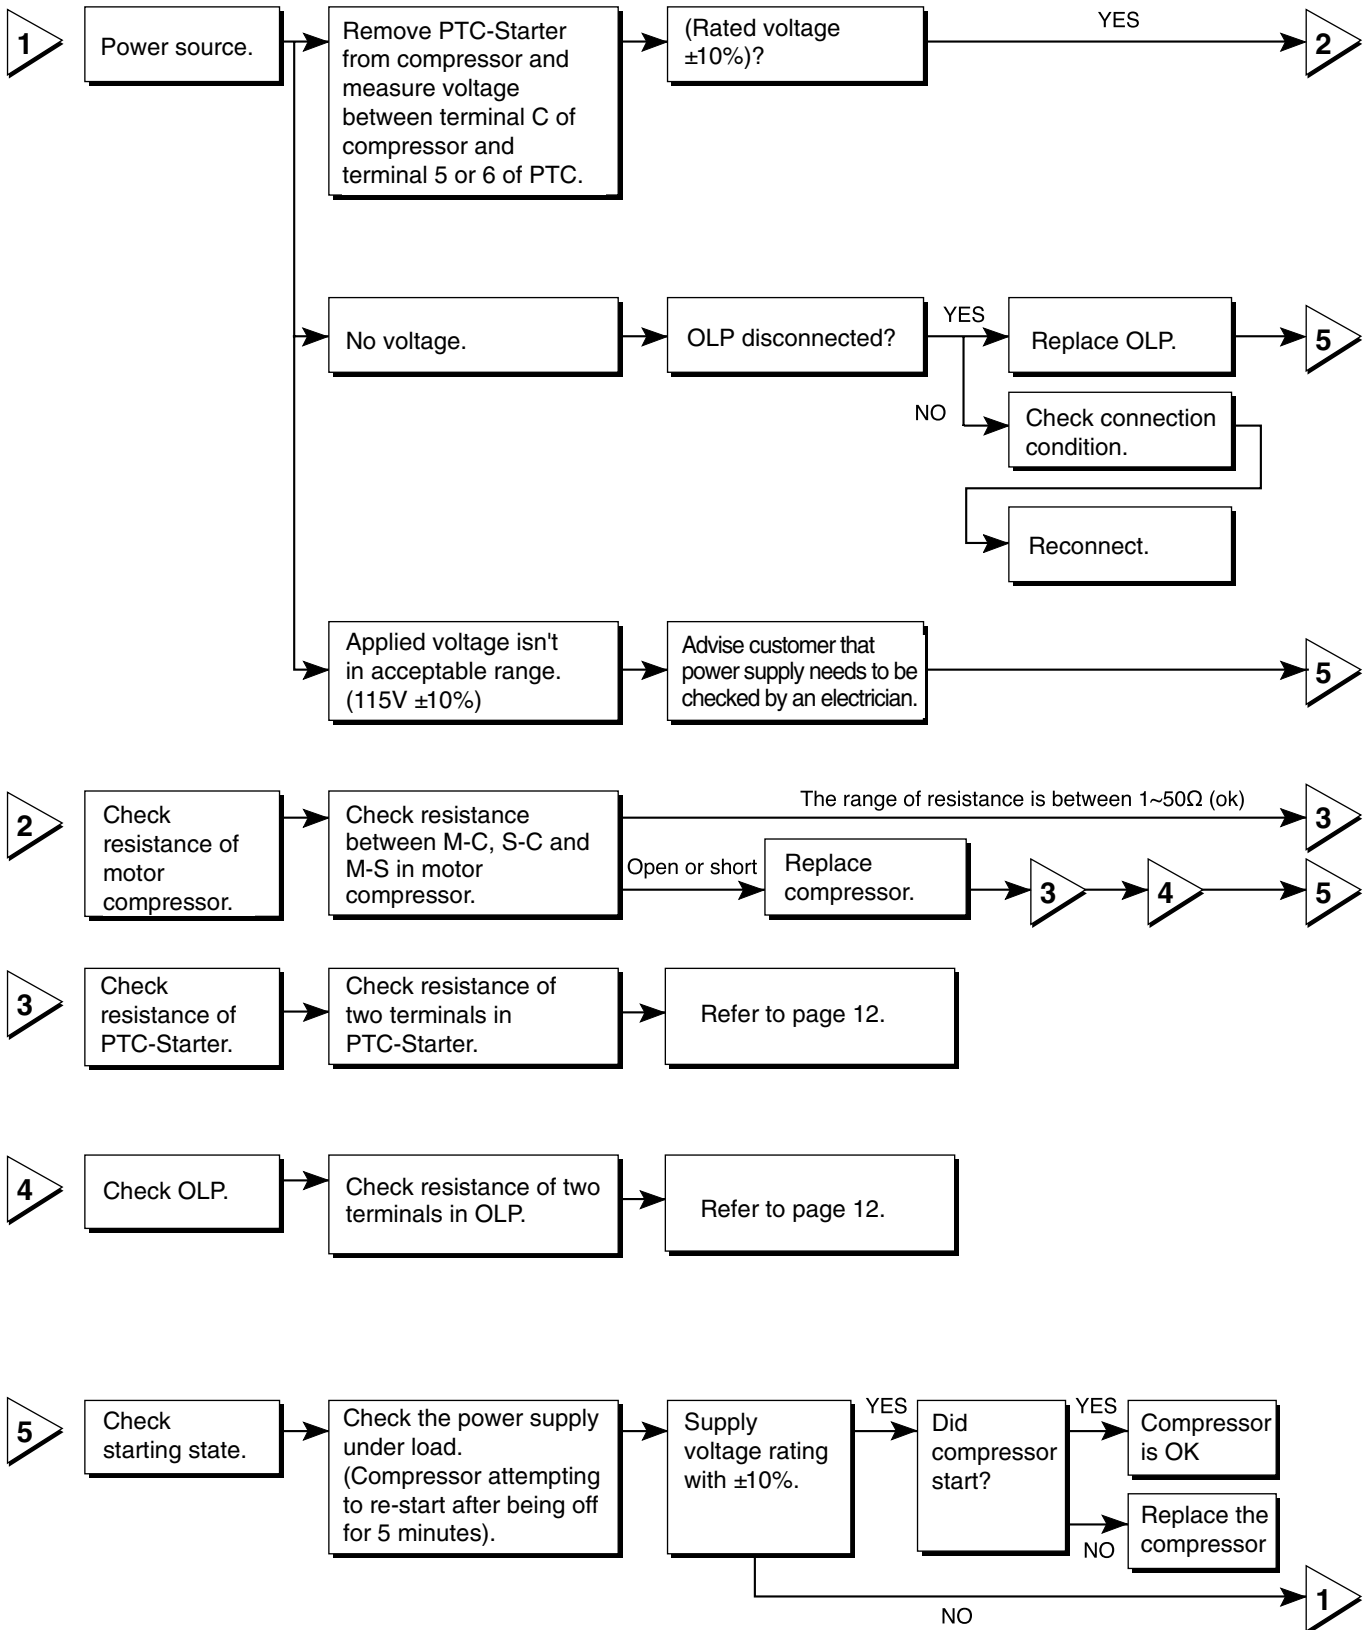 1
Power source.
Remove PTC-Starter
from compressor and
measure voltage
between terminal C of
compressor and
terminal 5 or 6 of PTC.
(Rated voltage
±10%)?
YES
2
No voltage.
OLP disconnected?
YES
Replace OLP.
5
NO
Check connection
condition.
Reconnect.
Applied voltage isn't
in acceptable range.
(115V ±10%)
Advise customer that
power supply needs to be
checked by an electrician.
5
2
Check
resistance of
motor
compressor.
Check resistance
between M-C, S-C and
M-S in motor
compressor.
The range of resistance is between 1~50Ω (ok)
3
Open or short
Replace
compressor.
3
4
5
3
Check
resistance of
PTC-Starter.
Check resistance of
two terminals in
PTC-Starter.
Refer to page 12.
4
Check OLP.
Check resistance of two
terminals in OLP.
Refer to page 12.
5
Check
starting state.
Check the power supply
under load.
(Compressor attempting
to re-start after being off
for 5 minutes).
Supply
voltage rating
with ±10%.
YES
Did
compressor
start?
YES
Compressor
is OK
NO
Replace the
compressor
NO
1